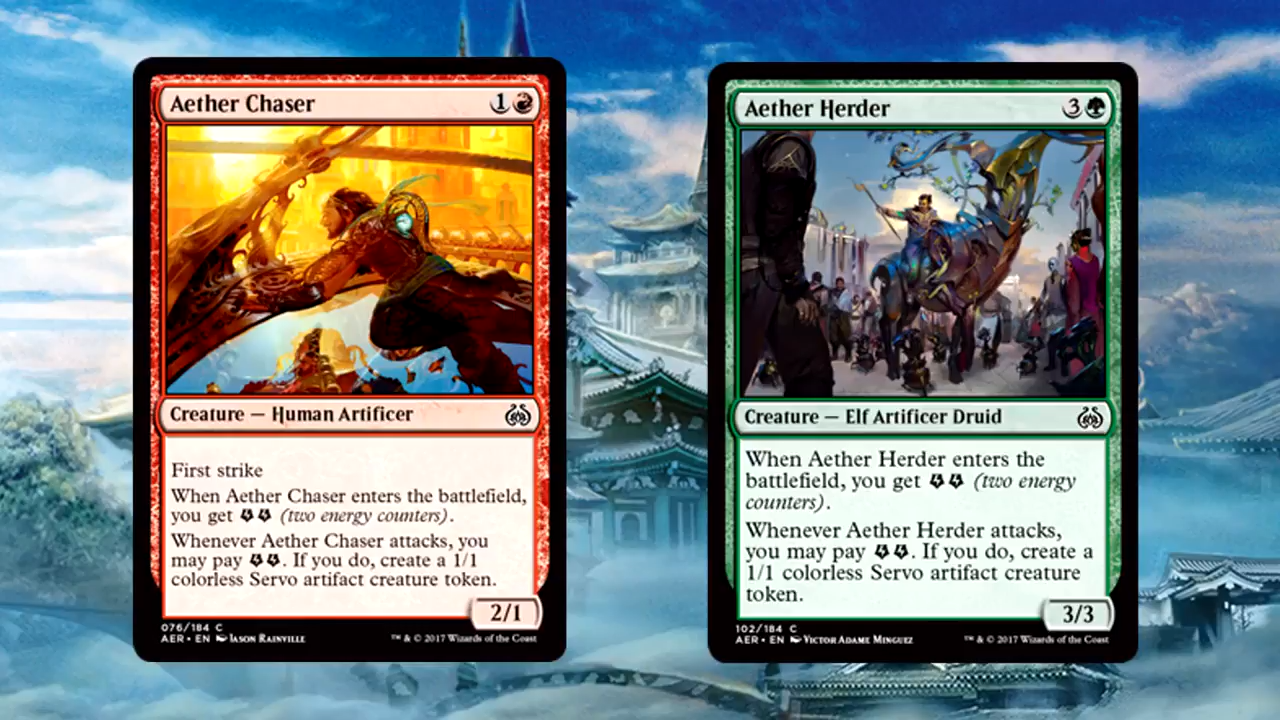 Aether Chaser 1
Creature — Human Artificer
First strike
When Aether Chaser enters the battlefield,
you get (two energy counters).
Whenever Aether Chaser attacks, you
may pay . If you do, create a 1/1
colorless Servo artifact creature token.
2/1
076/184 C
AER • EN Jason Rainville
™ & © 2017 Wizards of the Coast
Aether Herder 3
Creature — Elf Artificer Druid
When Aether Herder enters the
battlefield, you get (two energy
counters).
Whenever Aether Herder attacks,
you may pay . If you do, create a
1/1 colorless Servo artifact creature
token.
3/3
102/184 C
AER • EN Victor Adame Minguez
™ & © 2017 Wizards of the Coast